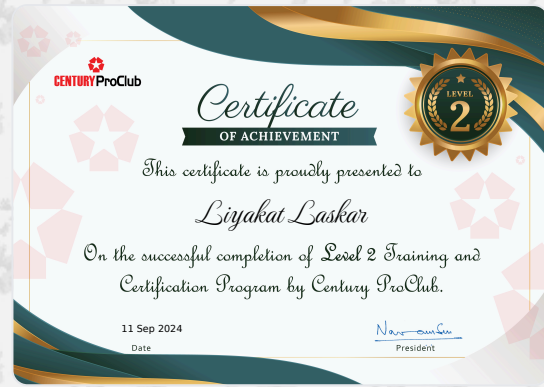 CENTURY ProClub
LEVEL
2
Certificate
OF ACHIEVEMENT
This certificate is proudly presented to
Liyakat Laskar
On the successful completion of Level 2 Training and
Certification Program by Century ProClub.
11 Sep 2024
Date
President